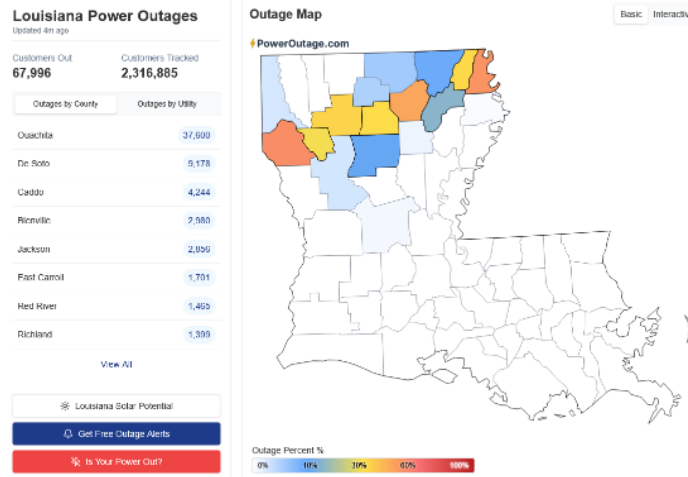 Louisiana Power Outages
Updated 4m ago
Customers Out
67,996
Customers Tracked
2,316,885
Outages by County
Outages by Utility
Ouachita 37,600
De Soto 9,178
Caddo 4,244
Bienville 2,980
Jackson 2,856
East Carroll 1,701
Red River 1,465
Richland 1,399
View All
Louisiana Solar Potential
Get Free Outage Alerts
Is Your Power Out?
Outage Map
Basic
PowerOutage.com
Outage Percent %
0% 10% 30% 60% 100%